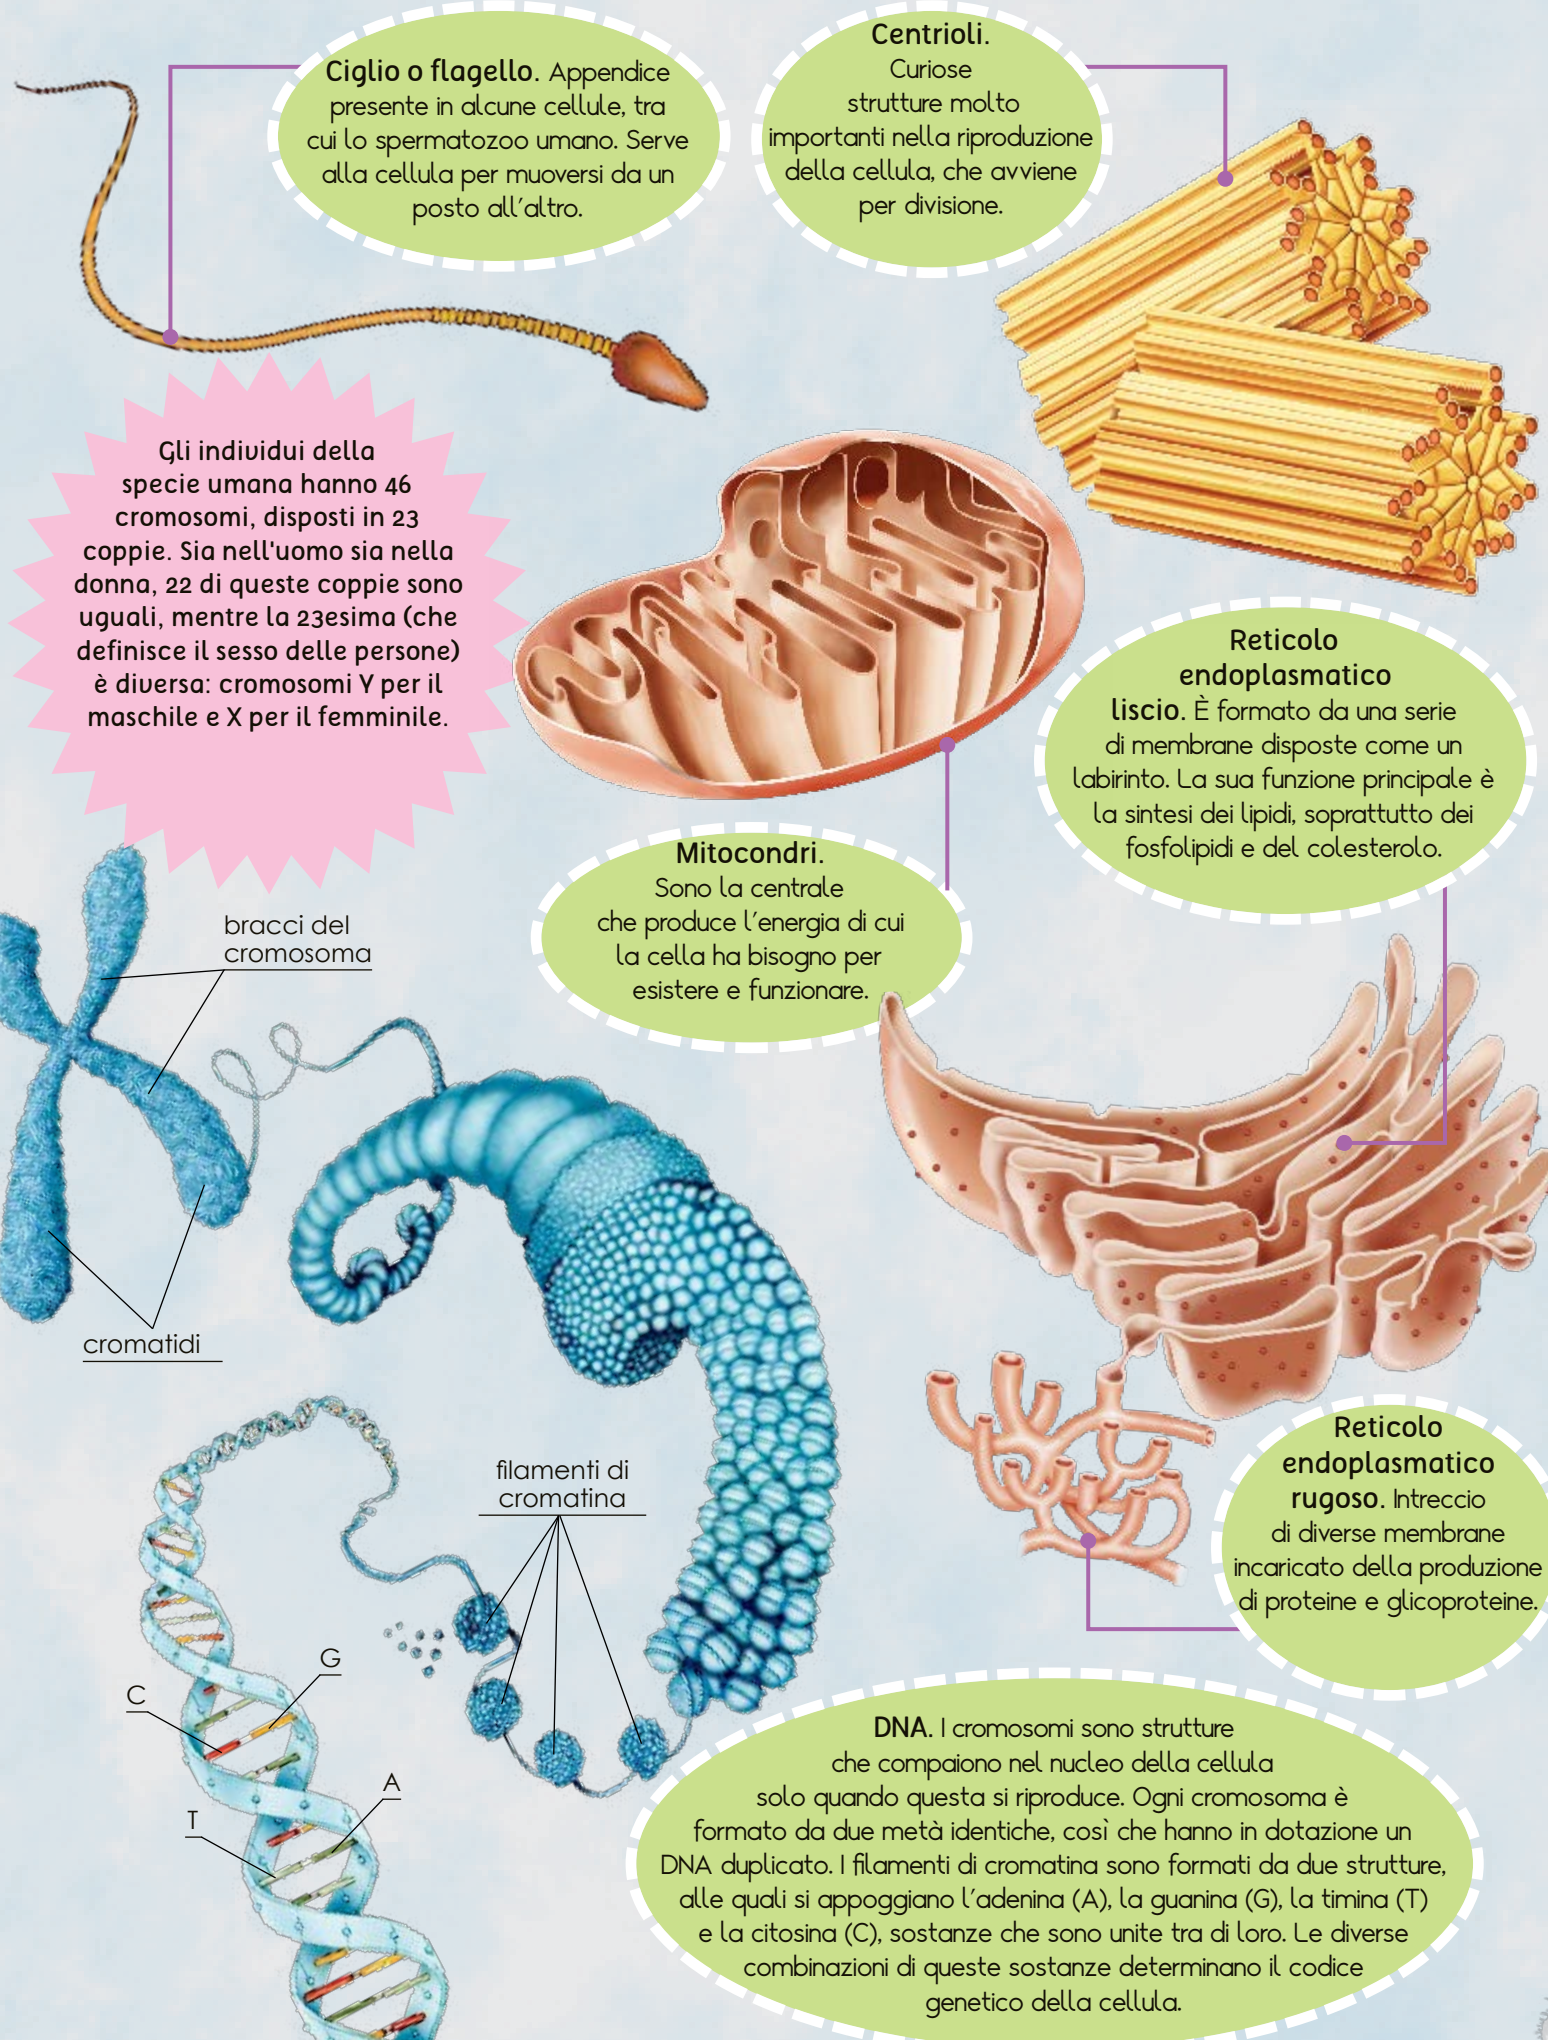 Ciglio o flagello. Appendice
presente in alcune cellule, tra
cui lo spermatozoo umano. Serve
alla cellula per muoversi da un
posto all'altro.
Centrioli.
Curiose
strutture molto
importanti nella riproduzione
della cellula, che avviene
per divisione.
Gli individui della
specie umana hanno 46
cromosomi, disposti in 23
coppie. Sia nell'uomo sia nella
donna, 22 di queste coppie sono
uguali, mentre la 23esima (che
definisce il sesso delle persone)
è diversa: cromosomi Y per il
maschile e X per il femminile.
Reticolo
endoplasmatico
liscio. È formato da una serie
di membrane disposte come un
labirinto. La sua funzione principale è
la sintesi dei lipidi, soprattutto dei
fosfolipidi e del colesterolo.
Mitocondri.
Sono la centrale
che produce l'energia di cui
la cella ha bisogno per
esistere e funzionare.
bracci del
cromosoma
cromatidi
filamenti di
cromatina
Reticolo
endoplasmatico
rugoso. Intreccio
di diverse membrane
incaricato della produzione
di proteine e glicoproteine.
G
C
A
T
DNA. I cromosomi sono strutture
che compaiono nel nucleo della cellula
solo quando questa si riproduce. Ogni cromosoma è
formato da due metà identiche, così che hanno in dotazione un
DNA duplicato. I filamenti di cromatina sono formati da due strutture,
alle quali si appoggiano l'adenina (A), la guanina (G), la timina (T)
e la citosina (C), sostanze che sono unite tra di loro. Le diverse
combinazioni di queste sostanze determinano il codice
genetico della cellula.